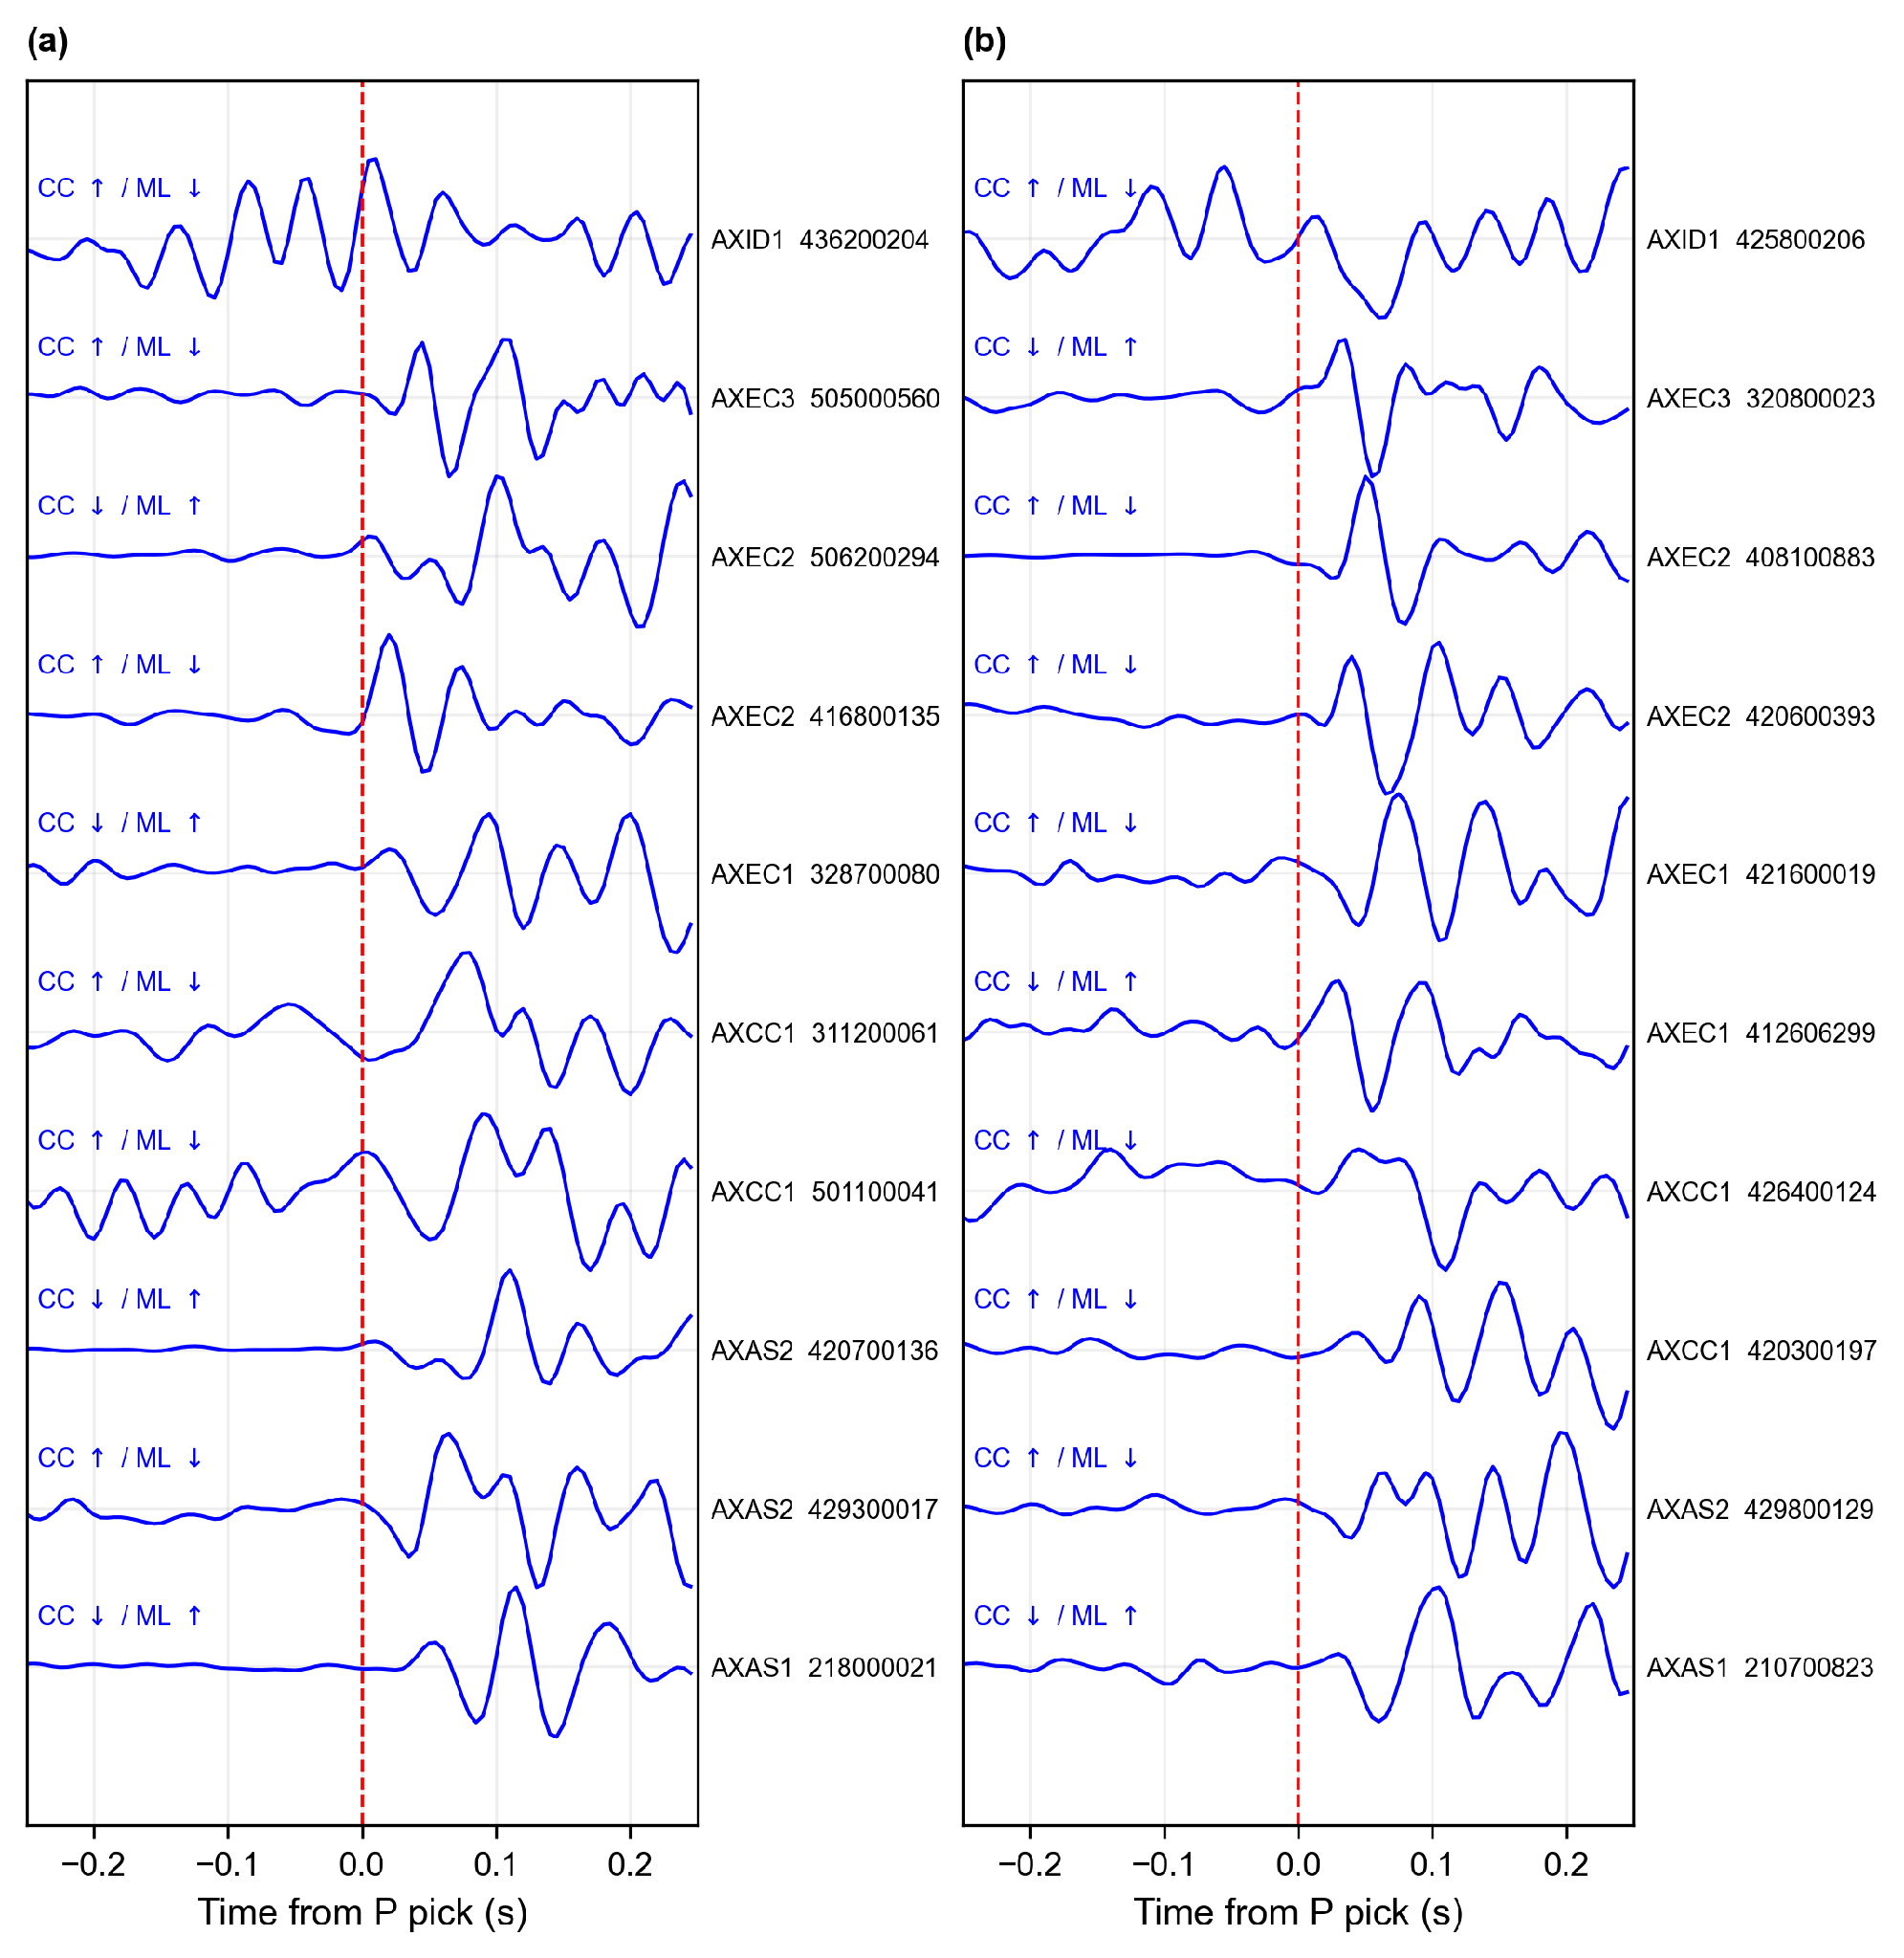 (a)
CC ↑ / ML ↓
AXID1 436200204
CC ↑ / ML ↓
AXEC3 505000560
CC ↓ / ML ↑
AXEC2 506200294
CC ↑ / ML ↓
AXEC2 416800135
CC ↓ / ML ↑
AXEC1 328700080
CC ↑ / ML ↓
AXCC1 311200061
CC ↑ / ML ↓
AXCC1 501100041
CC ↓ / ML ↑
AXAS2 420700136
CC ↑ / ML ↓
AXAS2 429300017
CC ↓ / ML ↑
AXAS1 218000021
−0.2 −0.1 0.0 0.1 0.2
Time from P pick (s)
(b)
CC ↑ / ML ↓
AXID1 425800206
CC ↓ / ML ↑
AXEC3 320800023
CC ↑ / ML ↓
AXEC2 408100883
CC ↑ / ML ↓
AXEC2 420600393
CC ↑ / ML ↓
AXEC1 421600019
CC ↓ / ML ↑
AXEC1 412606299
CC ↑ / ML ↓
AXCC1 426400124
CC ↑ / ML ↓
AXCC1 420300197
CC ↑ / ML ↓
AXAS2 429800129
CC ↓ / ML ↑
AXAS1 210700823
−0.2 −0.1 0.0 0.1 0.2
Time from P pick (s)